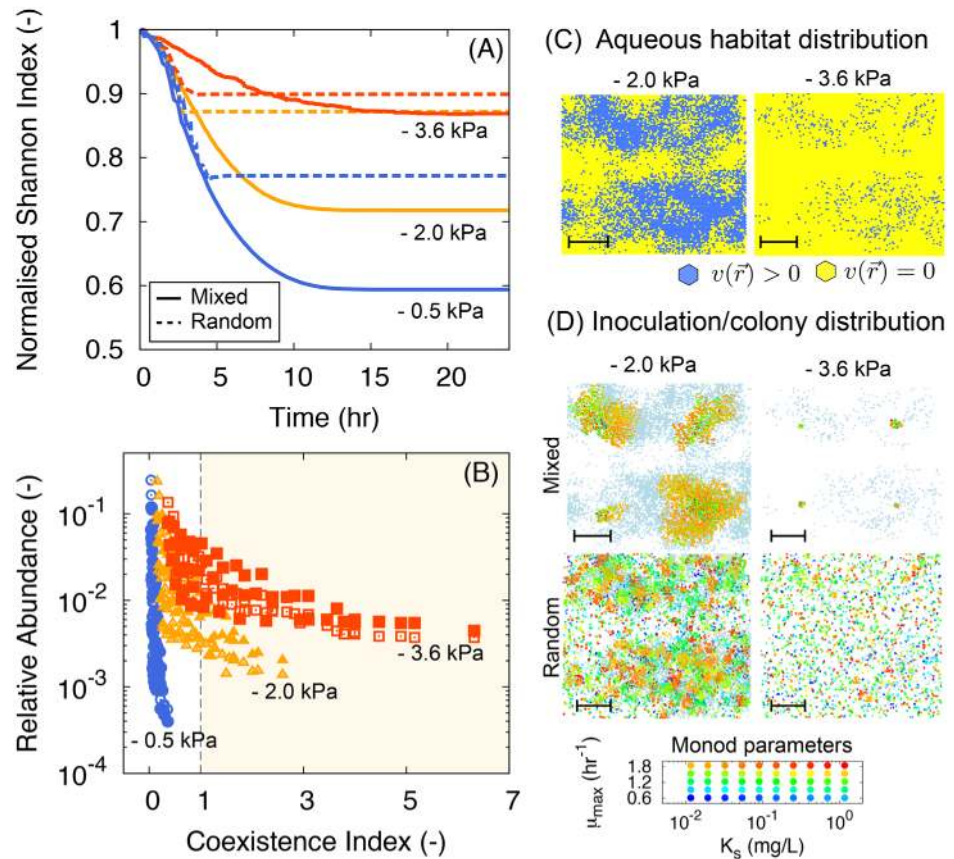 (A)
Normalised Shannon Index (-)
1
0.9
0.8
0.7
0.6
0.5
- 3.6 kPa
- 2.0 kPa
- 0.5 kPa
Mixed
Random
0 5 10 15 20
Time (hr)
(B)
Relative Abundance (-)
10⁻¹
10⁻²
10⁻³
10⁻⁴
- 3.6 kPa
- 2.0 kPa
- 0.5 kPa
0 1 3 5 7
Coexistence Index (-)
(C) Aqueous habitat distribution
- 2.0 kPa - 3.6 kPa
v(r⃗) > 0 v(r⃗) = 0
(D) Inoculation/colony distribution
- 2.0 kPa - 3.6 kPa
Mixed
Random
Monod parameters
μmax (hr⁻¹)
1.8
1.2
0.6
10⁻² 10⁻¹ 10⁰
Ks (mg/L)